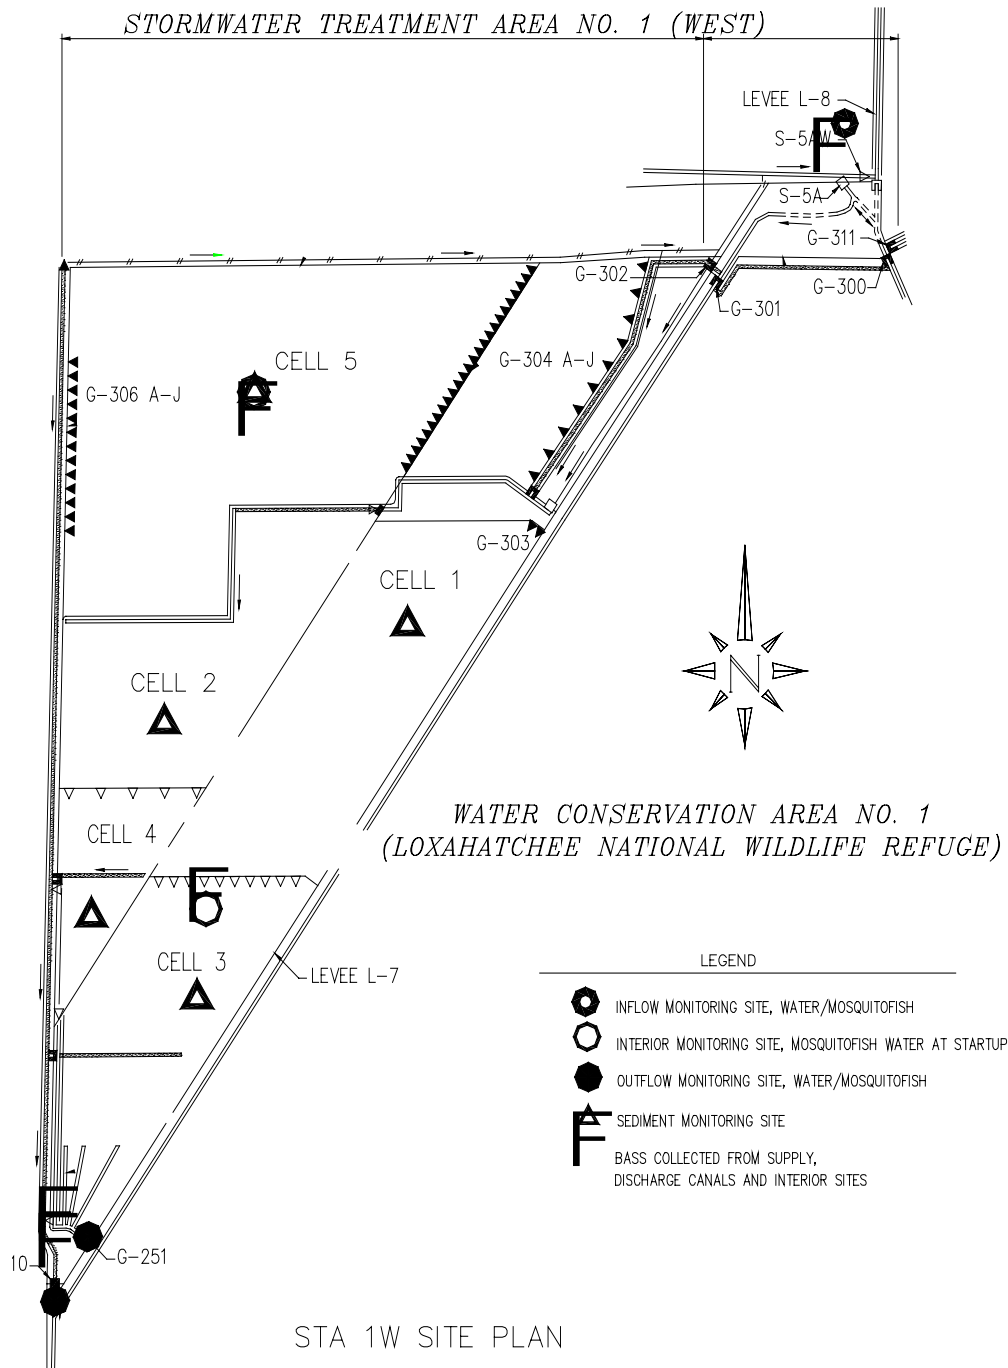 STORMWATER TREATMENT AREA NO. 1 (WEST)
LEVEE L-8
S-5AW
F
S-5A
G-311
G-302
G-300
G-301
CELL 5
G-304 A-J
G-306 A-J
F
G-303
CELL 1
N
CELL 2
WATER CONSERVATION AREA NO. 1
(LOXAHATCHEE NATIONAL WILDLIFE REFUGE)
CELL 4
F
CELL 3
LEVEE L-7
LEGEND
INFLOW MONITORING SITE, WATER/MOSQUITOFISH
INTERIOR MONITORING SITE, MOSQUITOFISH WATER AT STARTUP
OUTFLOW MONITORING SITE, WATER/MOSQUITOFISH
SEDIMENT MONITORING SITE
F
BASS COLLECTED FROM SUPPLY,
DISCHARGE CANALS AND INTERIOR SITES
F
F
G-251
10
STA 1W SITE PLAN